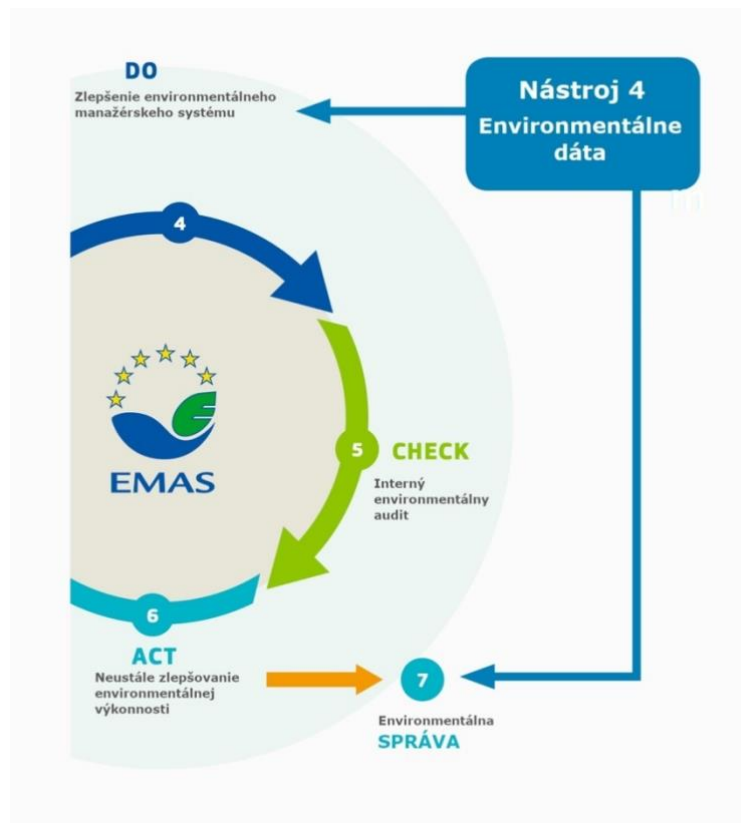 DO
Zlepšenie environmentálneho
manažérskeho systému
Nástroj 4
Environmentálne
dáta
4
EMAS
5
CHECK
Interný
environmentálny
audit
6
ACT
Neustále zlepšovanie
environmentálnej
výkonnosti
7
Environmentálna
SPRÁVA